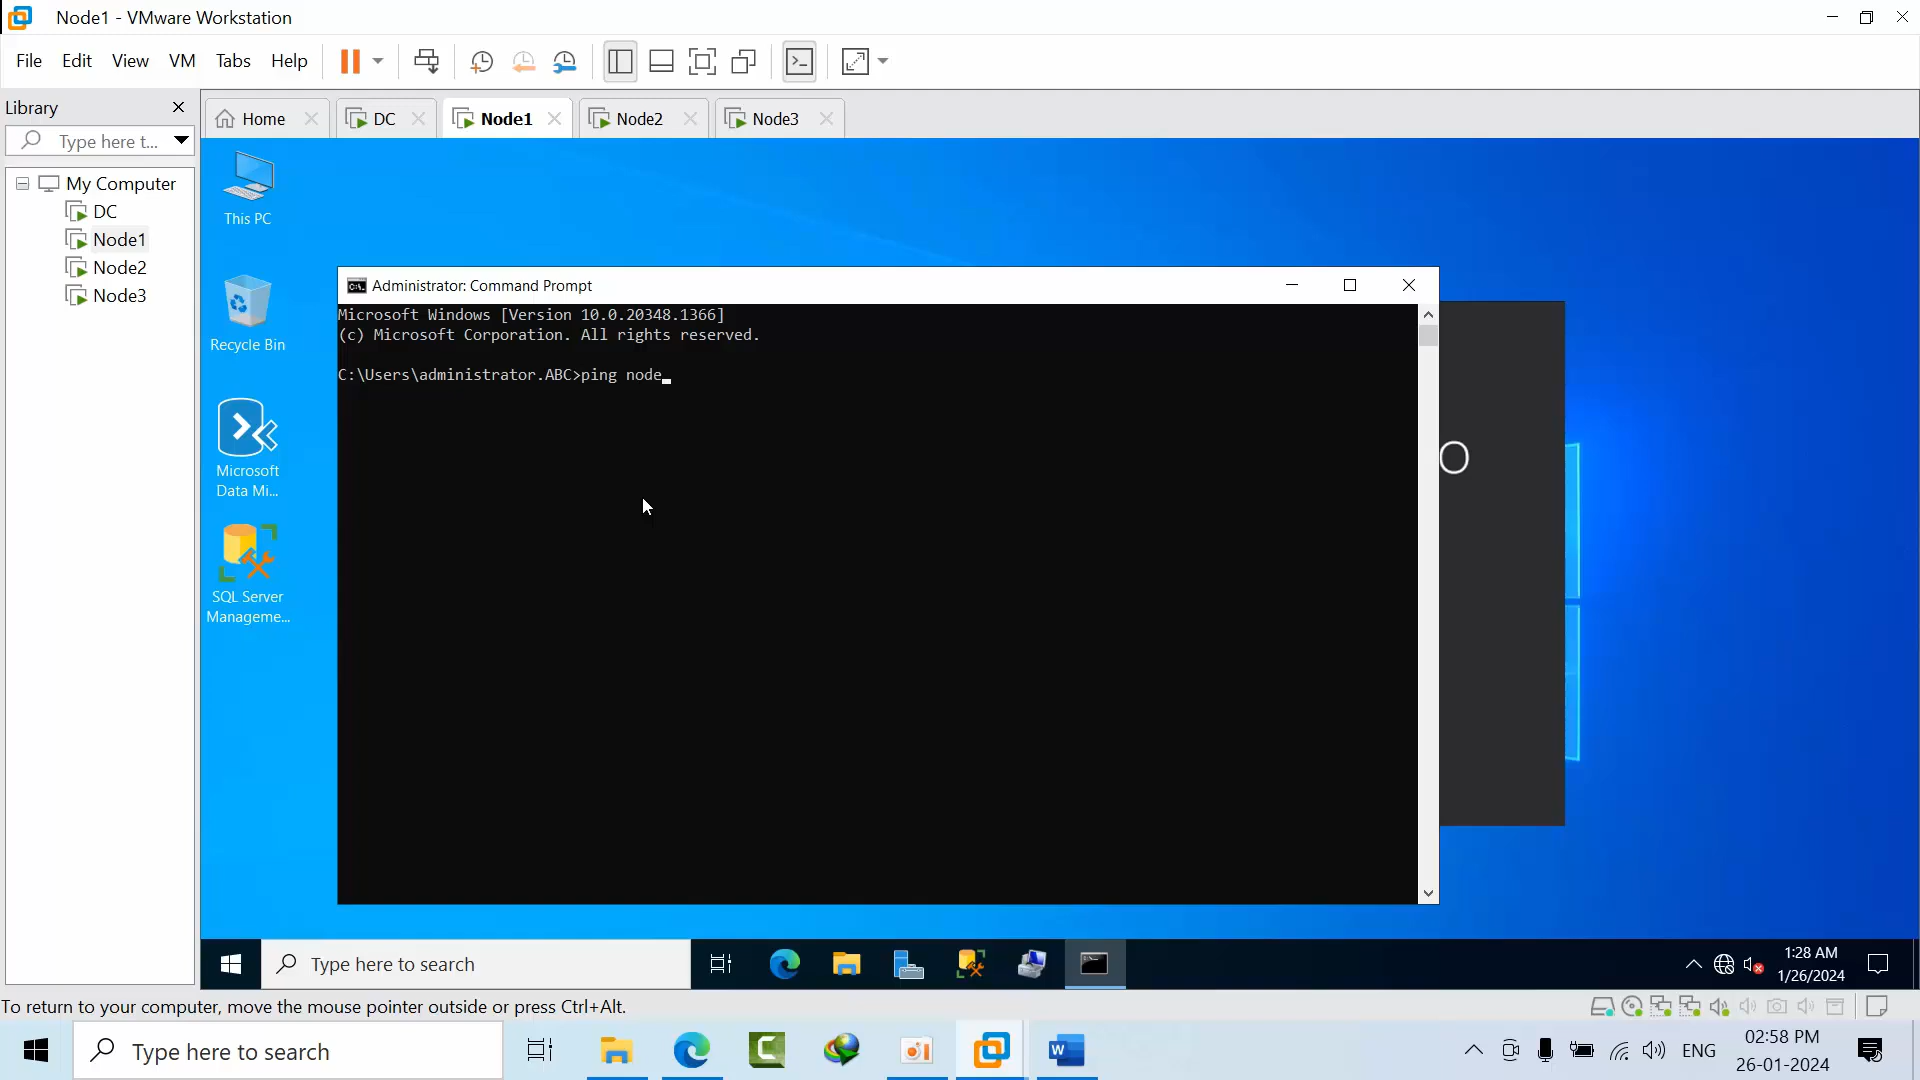 Node1 - VMware Workstation
File Edit View VM Tabs Help
Library
Type here t...
My Computer
DC
Node1
Node2
Node3
Home
DC
Node1
Node2
Node3
This PC
Recycle Bin
Microsoft
Data Mi...
SQL Server
Manageme...
Administrator: Command Prompt
Microsoft Windows [Version 10.0.20348.1366]
(c) Microsoft Corporation. All rights reserved.
C:\Users\administrator.ABC>ping node
O
Type here to search
1:28 AM
1/26/2024
To return to your computer, move the mouse pointer outside or press Ctrl+Alt.
Type here to search
ENG
02:58 PM
26-01-2024